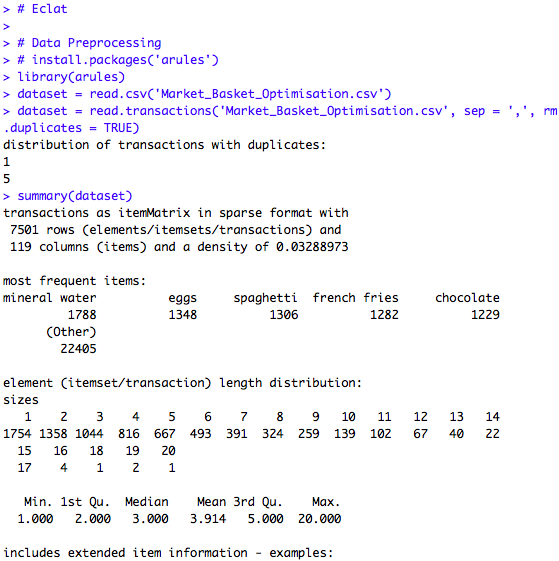 > # Eclat
>
> # Data Preprocessing
> # install.packages('arules')
> library(arules)
> dataset = read.csv('Market_Basket_Optimisation.csv')
> dataset = read.transactions('Market_Basket_Optimisation.csv', sep = ',', rm
.duplicates = TRUE)
distribution of transactions with duplicates:
1
5
> summary(dataset)
transactions as itemMatrix in sparse format with
 7501 rows (elements/itemsets/transactions) and
 119 columns (items) and a density of 0.03288973

most frequent items:
mineral water          eggs     spaghetti  french fries     chocolate
         1788          1348          1306          1282          1229
      (Other)
        22405

element (itemset/transaction) length distribution:
sizes
   1    2    3    4    5    6    7    8    9   10   11   12   13   14
1754 1358 1044  816  667  493  391  324  259  139  102   67   40   22
  15   16   18   19   20
  17    4    1    2    1

   Min. 1st Qu.  Median    Mean 3rd Qu.    Max.
  1.000   2.000   3.000   3.914   5.000  20.000

includes extended item information - examples: